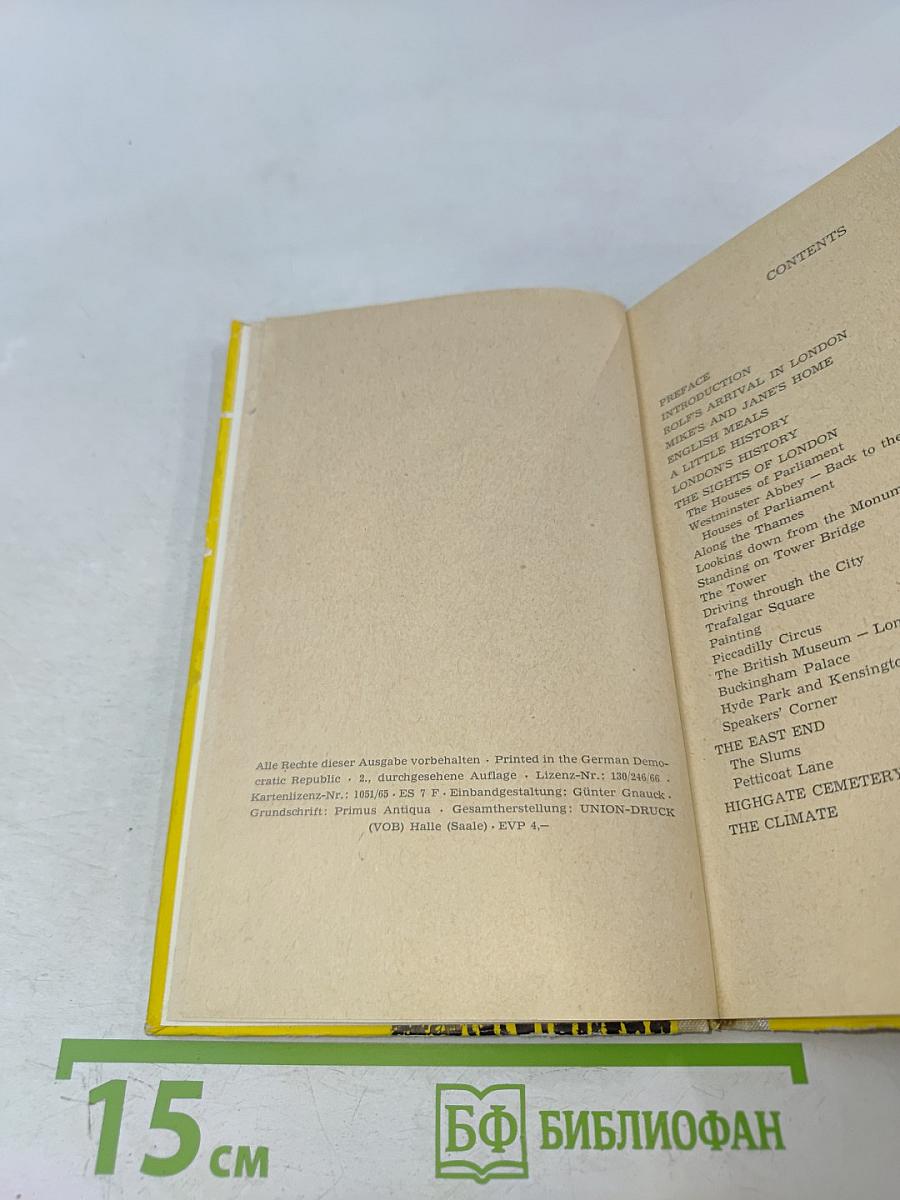 Alle Rechte dieser Ausgabe vorbehalten · Printed in the German Demo-
cratic Republic · 2., durchgesehene Auflage · Lizenz-Nr.: 130/246/66 ·
Kartenlizenz-Nr.: 1051/65 · ES 7 F · Einbandgestaltung: Günter Gnauck ·
Grundschrift: Primus Antiqua · Gesamtherstellung: UNION-DRUCK
(VOB) Halle (Saale) · EVP 4,—
CONTENTS
PREFACE
INTRODUCTION
ROLF'S ARRIVAL IN LONDON
MIKE'S AND JANE'S HOME
ENGLISH MEALS
A LITTLE HISTORY
LONDON'S HISTORY
THE SIGHTS OF LONDON
The Houses of Parliament
Westminster Abbey — Back to the
Houses of Parliament
Along the Thames
Looking down from the Monum
Standing on Tower Bridge
The Tower
Driving through the City
Trafalgar Square
Painting
Piccadilly Circus
The British Museum — Lon
Buckingham Palace
Hyde Park and Kensingto
Speakers' Corner
THE EAST END
The Slums
Petticoat Lane
HIGHGATE CEMETERY
THE CLIMATE
15 см
БФ БИБЛИОФАН